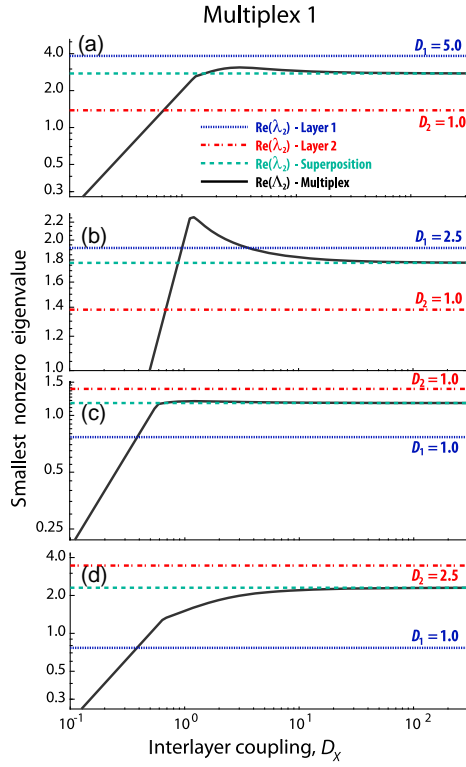 Multiplex 1
Smallest nonzero eigenvalue
(a)
D₁ = 5.0
D₂ = 1.0
4.0
2.0
1.0
0.5
0.3
Re(λ₂) - Layer 1
Re(λ₂) - Layer 2
Re(λ₂) - Superposition
Re(Λ₂) - Multiplex
(b)
D₁ = 2.5
D₂ = 1.0
2.2
2.0
1.8
1.6
1.4
1.2
1.0
(c)
D₂ = 1.0
D₁ = 1.0
1.5
1.0
0.5
0.25
(d)
D₂ = 2.5
D₁ = 1.0
4.0
2.0
1.0
0.5
0.3
10⁻¹ 10⁰ 10¹ 10²
Interlayer coupling, Dₓ